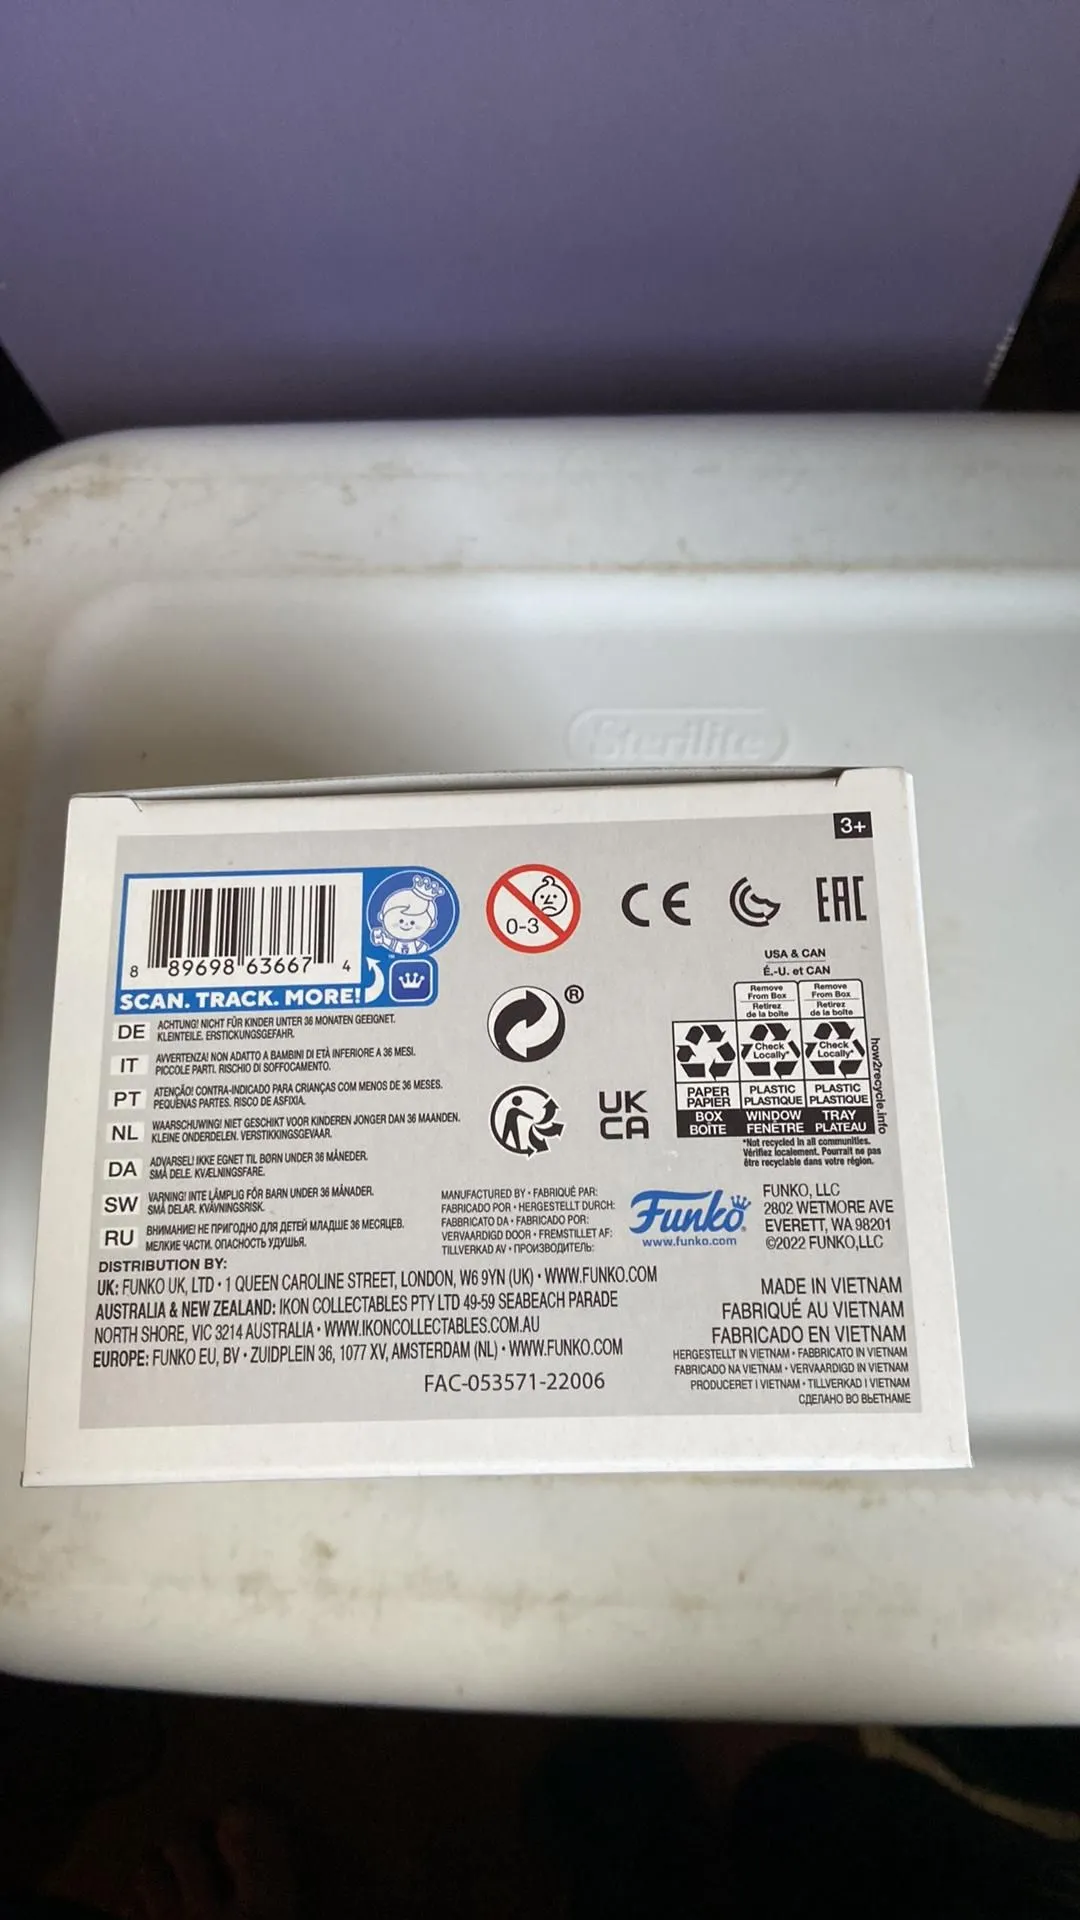 Sterilite
3+
0-3
CE
EAC
8 89698 63667 4
SCAN. TRACK. MORE!
®
UK
CA
USA & CAN
É.-U. et CAN
Remove
From Box
Retirez
de la boîte
Remove
From Box
Retirez
de la boîte
Check
Locally*
Check
Locally*
PAPER
PAPIER
PLASTIC
PLASTIQUE
PLASTIC
PLASTIQUE
BOX
BOÎTE
WINDOW
FENÊTRE
TRAY
PLATEAU
how2recycle.info
*Not recycled in all communities.
Vérifiez localement. Pourrait ne pas
être recyclable dans votre région.
DE ACHTUNG! NICHT FÜR KINDER UNTER 36 MONATEN GEEIGNET.
KLEINTEILE. ERSTICKUNGSGEFAHR.
IT AVVERTENZA! NON ADATTO A BAMBINI DI ETÀ INFERIORE A 36 MESI.
PICCOLE PARTI. RISCHIO DI SOFFOCAMENTO.
PT ATENÇÃO! CONTRA-INDICADO PARA CRIANÇAS COM MENOS DE 36 MESES.
PEQUENAS PARTES. RISCO DE ASFIXIA.
NL WAARSCHUWING! NIET GESCHIKT VOOR KINDEREN JONGER DAN 36 MAANDEN.
KLEINE ONDERDELEN. VERSTIKKINGSGEVAAR.
DA ADVARSEL! IKKE EGNET TIL BØRN UNDER 36 MÅNEDER.
SMÅ DELE. KVÆLNINGSFARE.
SW VARNING! INTE LÄMPLIG FÖR BARN UNDER 36 MÅNADER.
SMÅ DELAR. KVÄVNINGSRISK.
RU ВНИМАНИЕ! НЕ ПРИГОДНО ДЛЯ ДЕТЕЙ МЛАДШЕ 36 МЕСЯЦЕВ.
МЕЛКИЕ ЧАСТИ. ОПАСНОСТЬ УДУШЬЯ.
MANUFACTURED BY • FABRIQUÉ PAR:
FABRICADO POR • HERGESTELLT DURCH:
FABBRICATO DA • FABRICADO POR:
VERVAARDIGD DOOR • FREMSTILLET AF:
TILLVERKAD AV • ПРОИЗВОДИТЕЛЬ:
Funko
www.funko.com
FUNKO, LLC
2802 WETMORE AVE
EVERETT, WA 98201
©2022 FUNKO,LLC
DISTRIBUTION BY:
UK: FUNKO UK, LTD • 1 QUEEN CAROLINE STREET, LONDON, W6 9YN (UK) • WWW.FUNKO.COM
AUSTRALIA & NEW ZEALAND: IKON COLLECTABLES PTY LTD 49-59 SEABEACH PARADE
NORTH SHORE, VIC 3214 AUSTRALIA • WWW.IKONCOLLECTABLES.COM.AU
EUROPE: FUNKO EU, BV • ZUIDPLEIN 36, 1077 XV, AMSTERDAM (NL) • WWW.FUNKO.COM
FAC-053571-22006
MADE IN VIETNAM
FABRIQUÉ AU VIETNAM
FABRICADO EN VIETNAM
HERGESTELLT IN VIETNAM • FABBRICATO IN VIETNAM
FABRICADO NA VIETNAM • VERVAARDIGD IN VIETNAM
PRODUCERET I VIETNAM • TILLVERKAD I VIETNAM
СДЕЛАНО ВО ВЬЕТНАМЕ